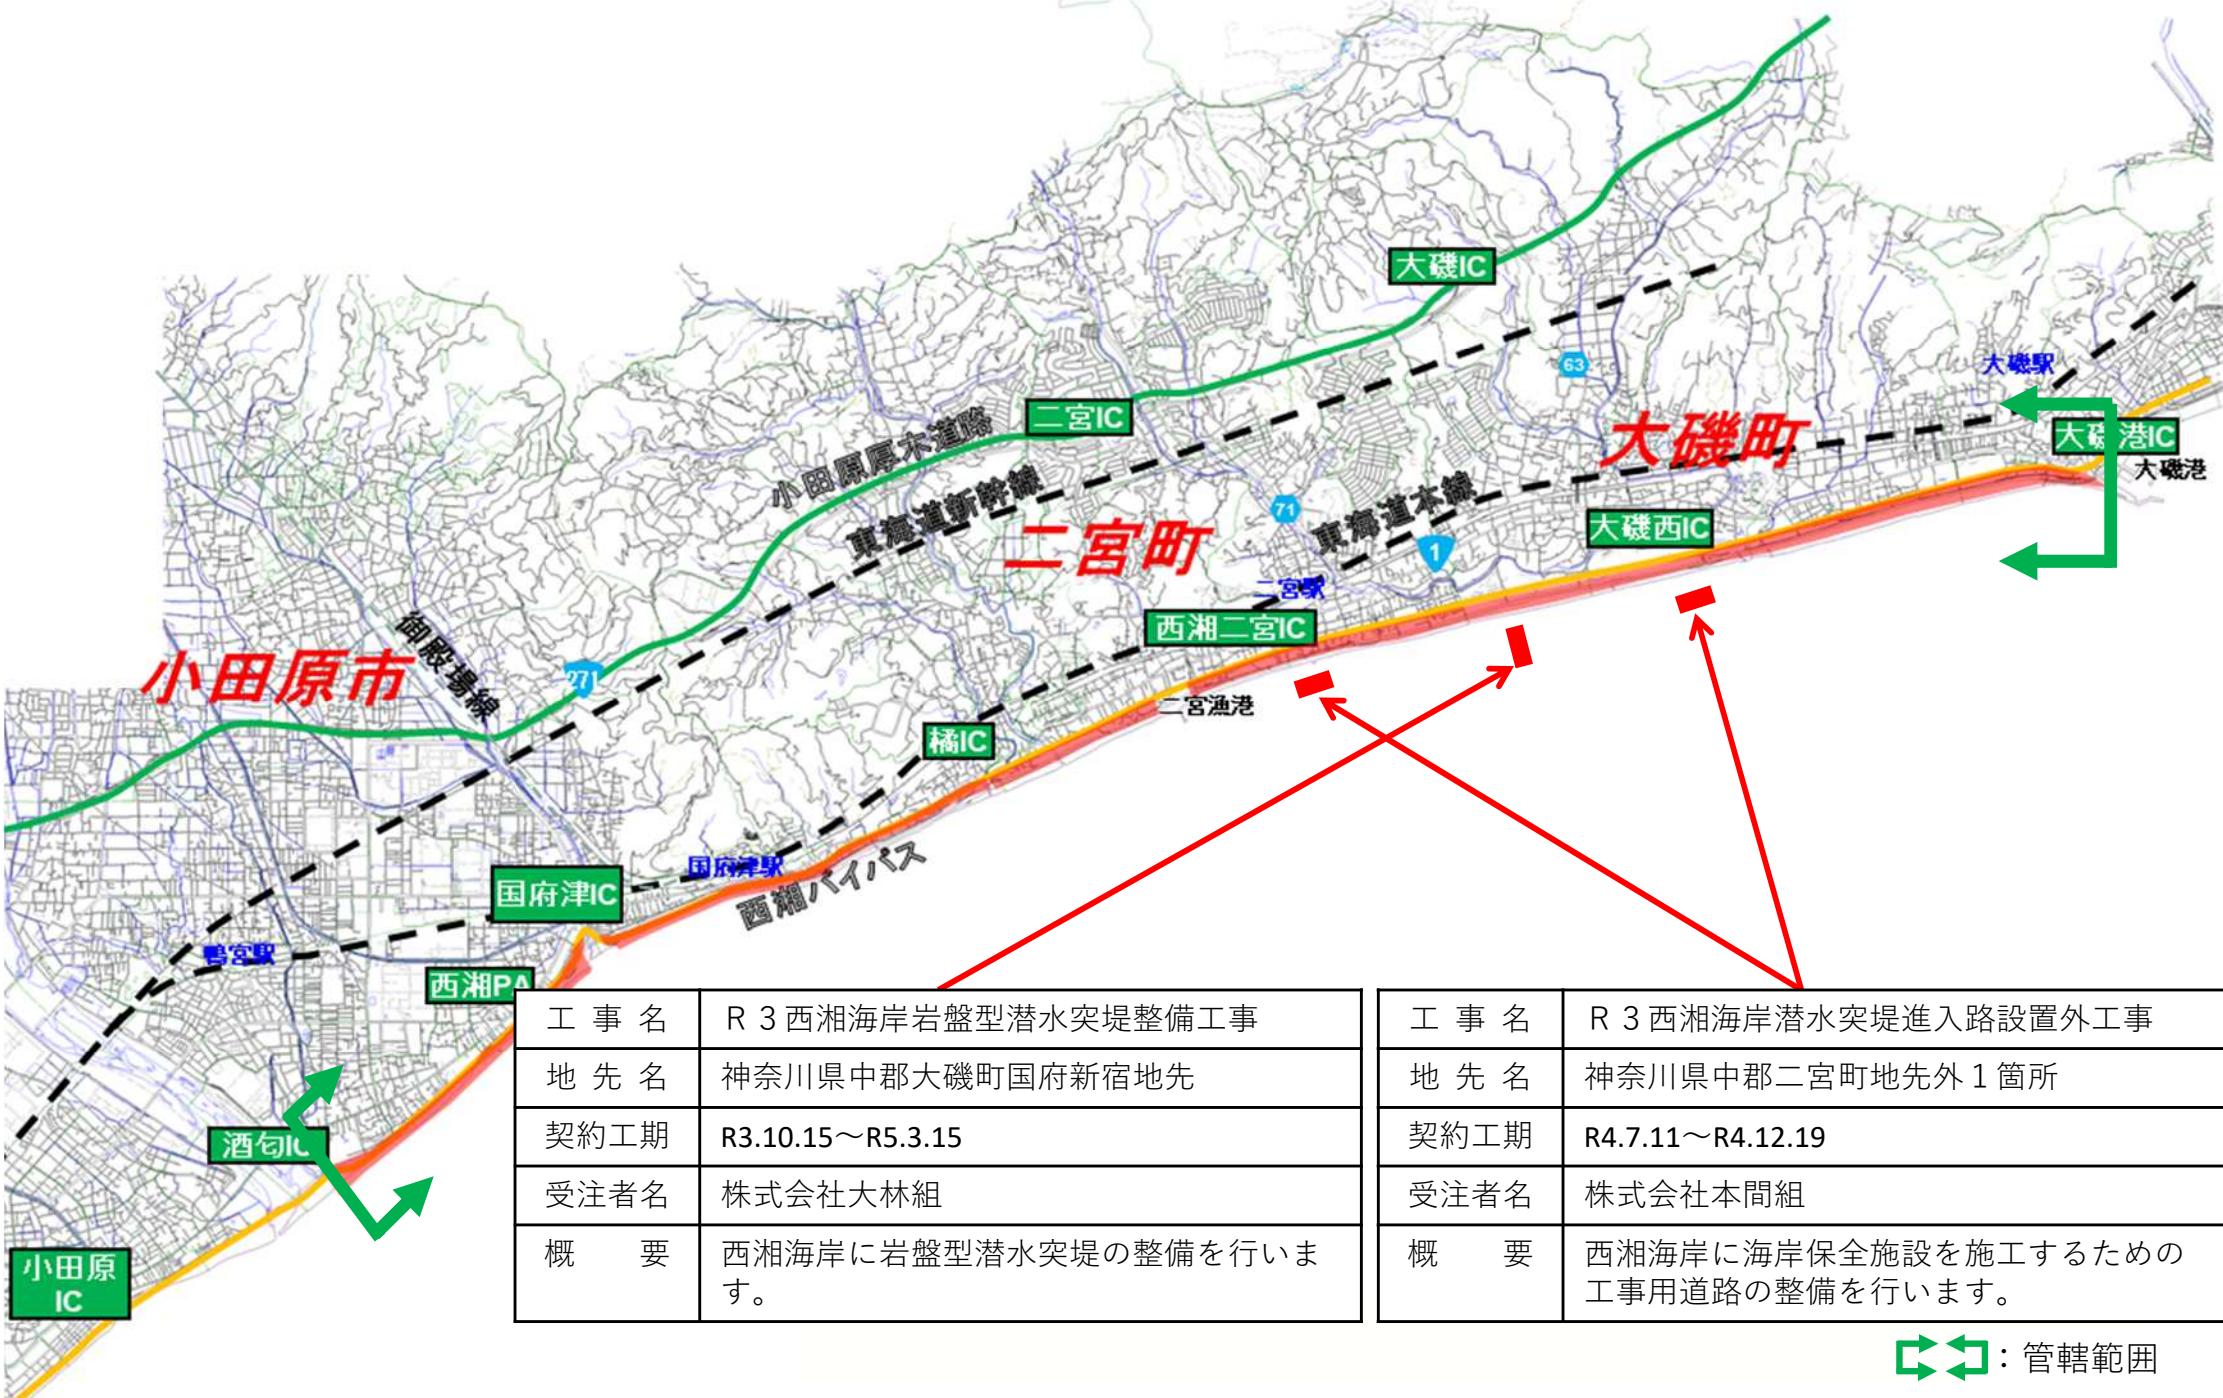 大磯IC
63
大磯駅
二宮IC
大磯町
大磯港IC
大磯港
小田原厚木道路
東海道新幹線
71
東海道本線
大磯西IC
二宮町
1
二宮駅
西湘二宮IC
御殿場線
小田原市
271
二宮漁港
橘IC
国府津駅
西湘バイパス
国府津IC
鴨宮駅
西湘PA
酒匂IC
小田原
IC
工事名 R3西湘海岸岩盤型潜水突堤整備工事
地先名 神奈川県中郡大磯町国府新宿地先
契約工期 R3.10.15~R5.3.15
受注者名 株式会社大林組
概 要 西湘海岸に岩盤型潜水突堤の整備を行いま
す。
工事名 R3西湘海岸潜水突堤進入路設置外工事
地先名 神奈川県中郡二宮町地先外1箇所
契約工期 R4.7.11~R4.12.19
受注者名 株式会社本間組
概 要 西湘海岸に海岸保全施設を施工するための
工事用道路の整備を行います。
:管轄範囲